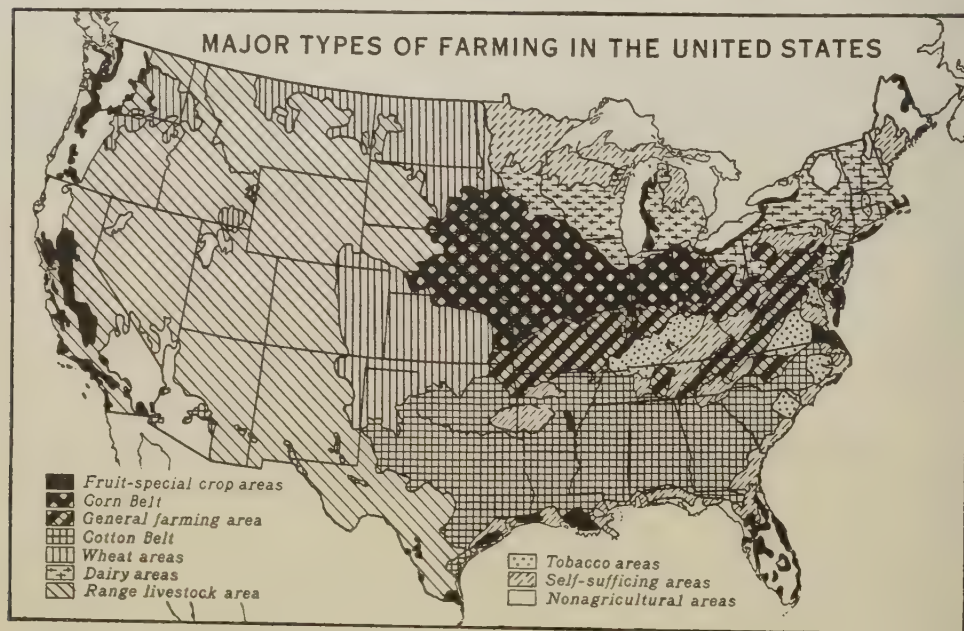 MAJOR TYPES OF FARMING IN THE UNITED STATES
Fruit-special crop areas
Corn Belt
General farming area
Cotton Belt
Wheat areas
Dairy areas
Range livestock area
Tobacco areas
Self-sufficing areas
Nonagricultural areas